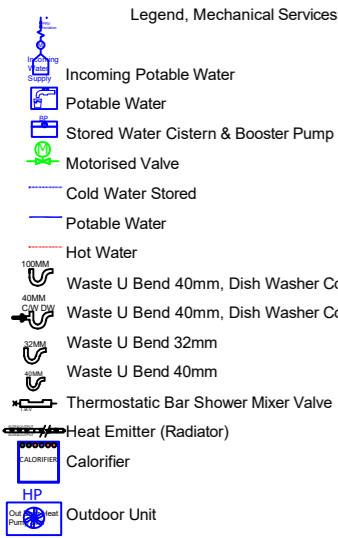 Legend, Mechanical Services
Incoming
Water
Supply
M
Incoming Potable Water
Potable Water
BP
Stored Water Cistern & Booster Pump
M
Motorised Valve
Cold Water Stored
Potable Water
Hot Water
100MM
Waste U Bend 40mm, Dish Washer Co
40MM
C/W DW
Waste U Bend 40mm, Dish Washer Co
32MM
Waste U Bend 32mm
40MM
Waste U Bend 40mm
Thermostatic Bar Shower Mixer Valve
Heat Emitter (Radiator)
CALORIFIER
Calorifier
HP
Out Heat
Pum
Outdoor Unit